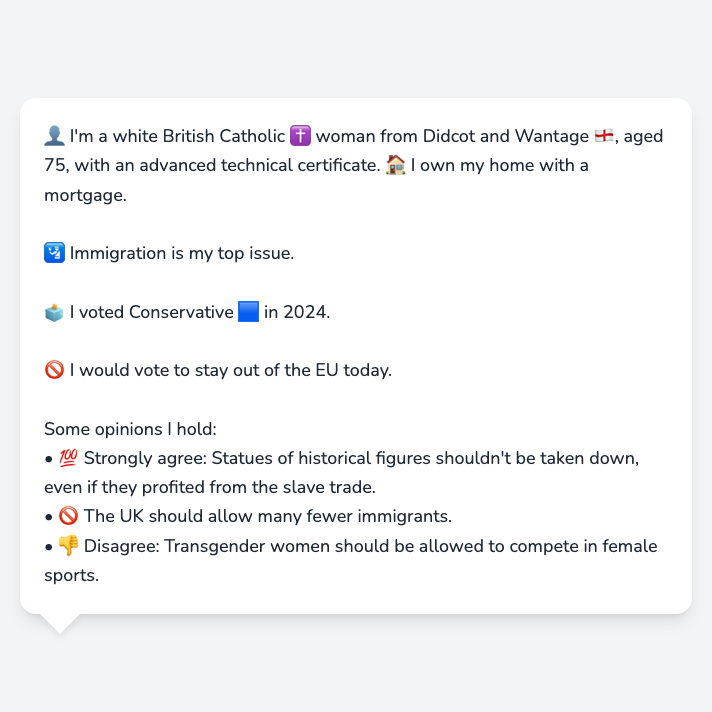 👤 I'm a white British Catholic ✝️ woman from Didcot and Wantage 🏴󠁧󠁢󠁥󠁮󠁧󠁿, aged
75, with an advanced technical certificate. 🏠 I own my home with a
mortgage.
🛂 Immigration is my top issue.
🗳️ I voted Conservative 🟦 in 2024.
🚫 I would vote to stay out of the EU today.
Some opinions I hold:
• 💯 Strongly agree: Statues of historical figures shouldn't be taken down,
even if they profited from the slave trade.
• 🚫 The UK should allow many fewer immigrants.
• 👎 Disagree: Transgender women should be allowed to compete in female
sports.